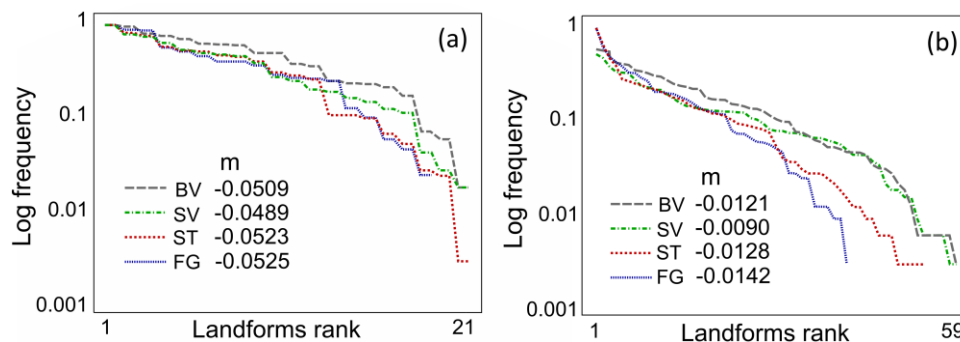 1
(a)
0.1
Log frequency
m
BV -0.0509
SV -0.0489
ST -0.0523
FG -0.0525
0.01
0.001
1
21
Landforms rank
1
(b)
0.1
Log frequency
m
BV -0.0121
SV -0.0090
ST -0.0128
FG -0.0142
0.01
0.001
1
59
Landforms rank